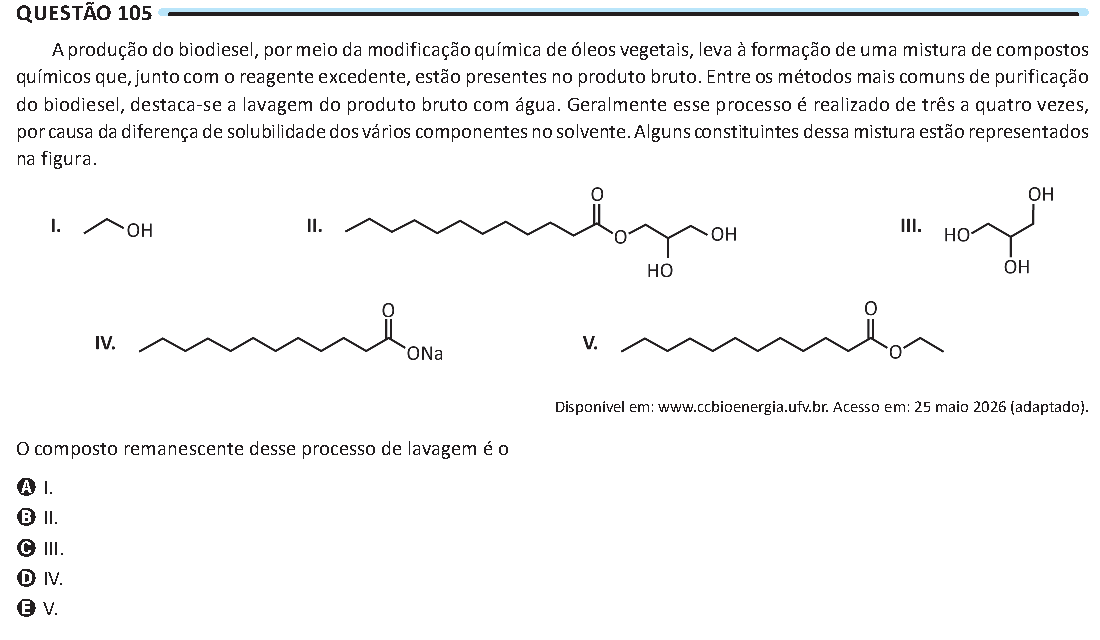 QUESTÃO 105
A produção do biodiesel, por meio da modificação química de óleos vegetais, leva à formação de uma mistura de compostos
químicos que, junto com o reagente excedente, estão presentes no produto bruto. Entre os métodos mais comuns de purificação
do biodiesel, destaca-se a lavagem do produto bruto com água. Geralmente esse processo é realizado de três a quatro vezes,
por causa da diferença de solubilidade dos vários componentes no solvente. Alguns constituintes dessa mistura estão representados
na figura.
I. OH
II. O O OH HO
III. HO OH OH
IV. O ONa
V. O O
Disponível em: www.ccbioenergia.ufv.br. Acesso em: 25 maio 2026 (adaptado).
O composto remanescente desse processo de lavagem é o
A I.
B II.
C III.
D IV.
E V.